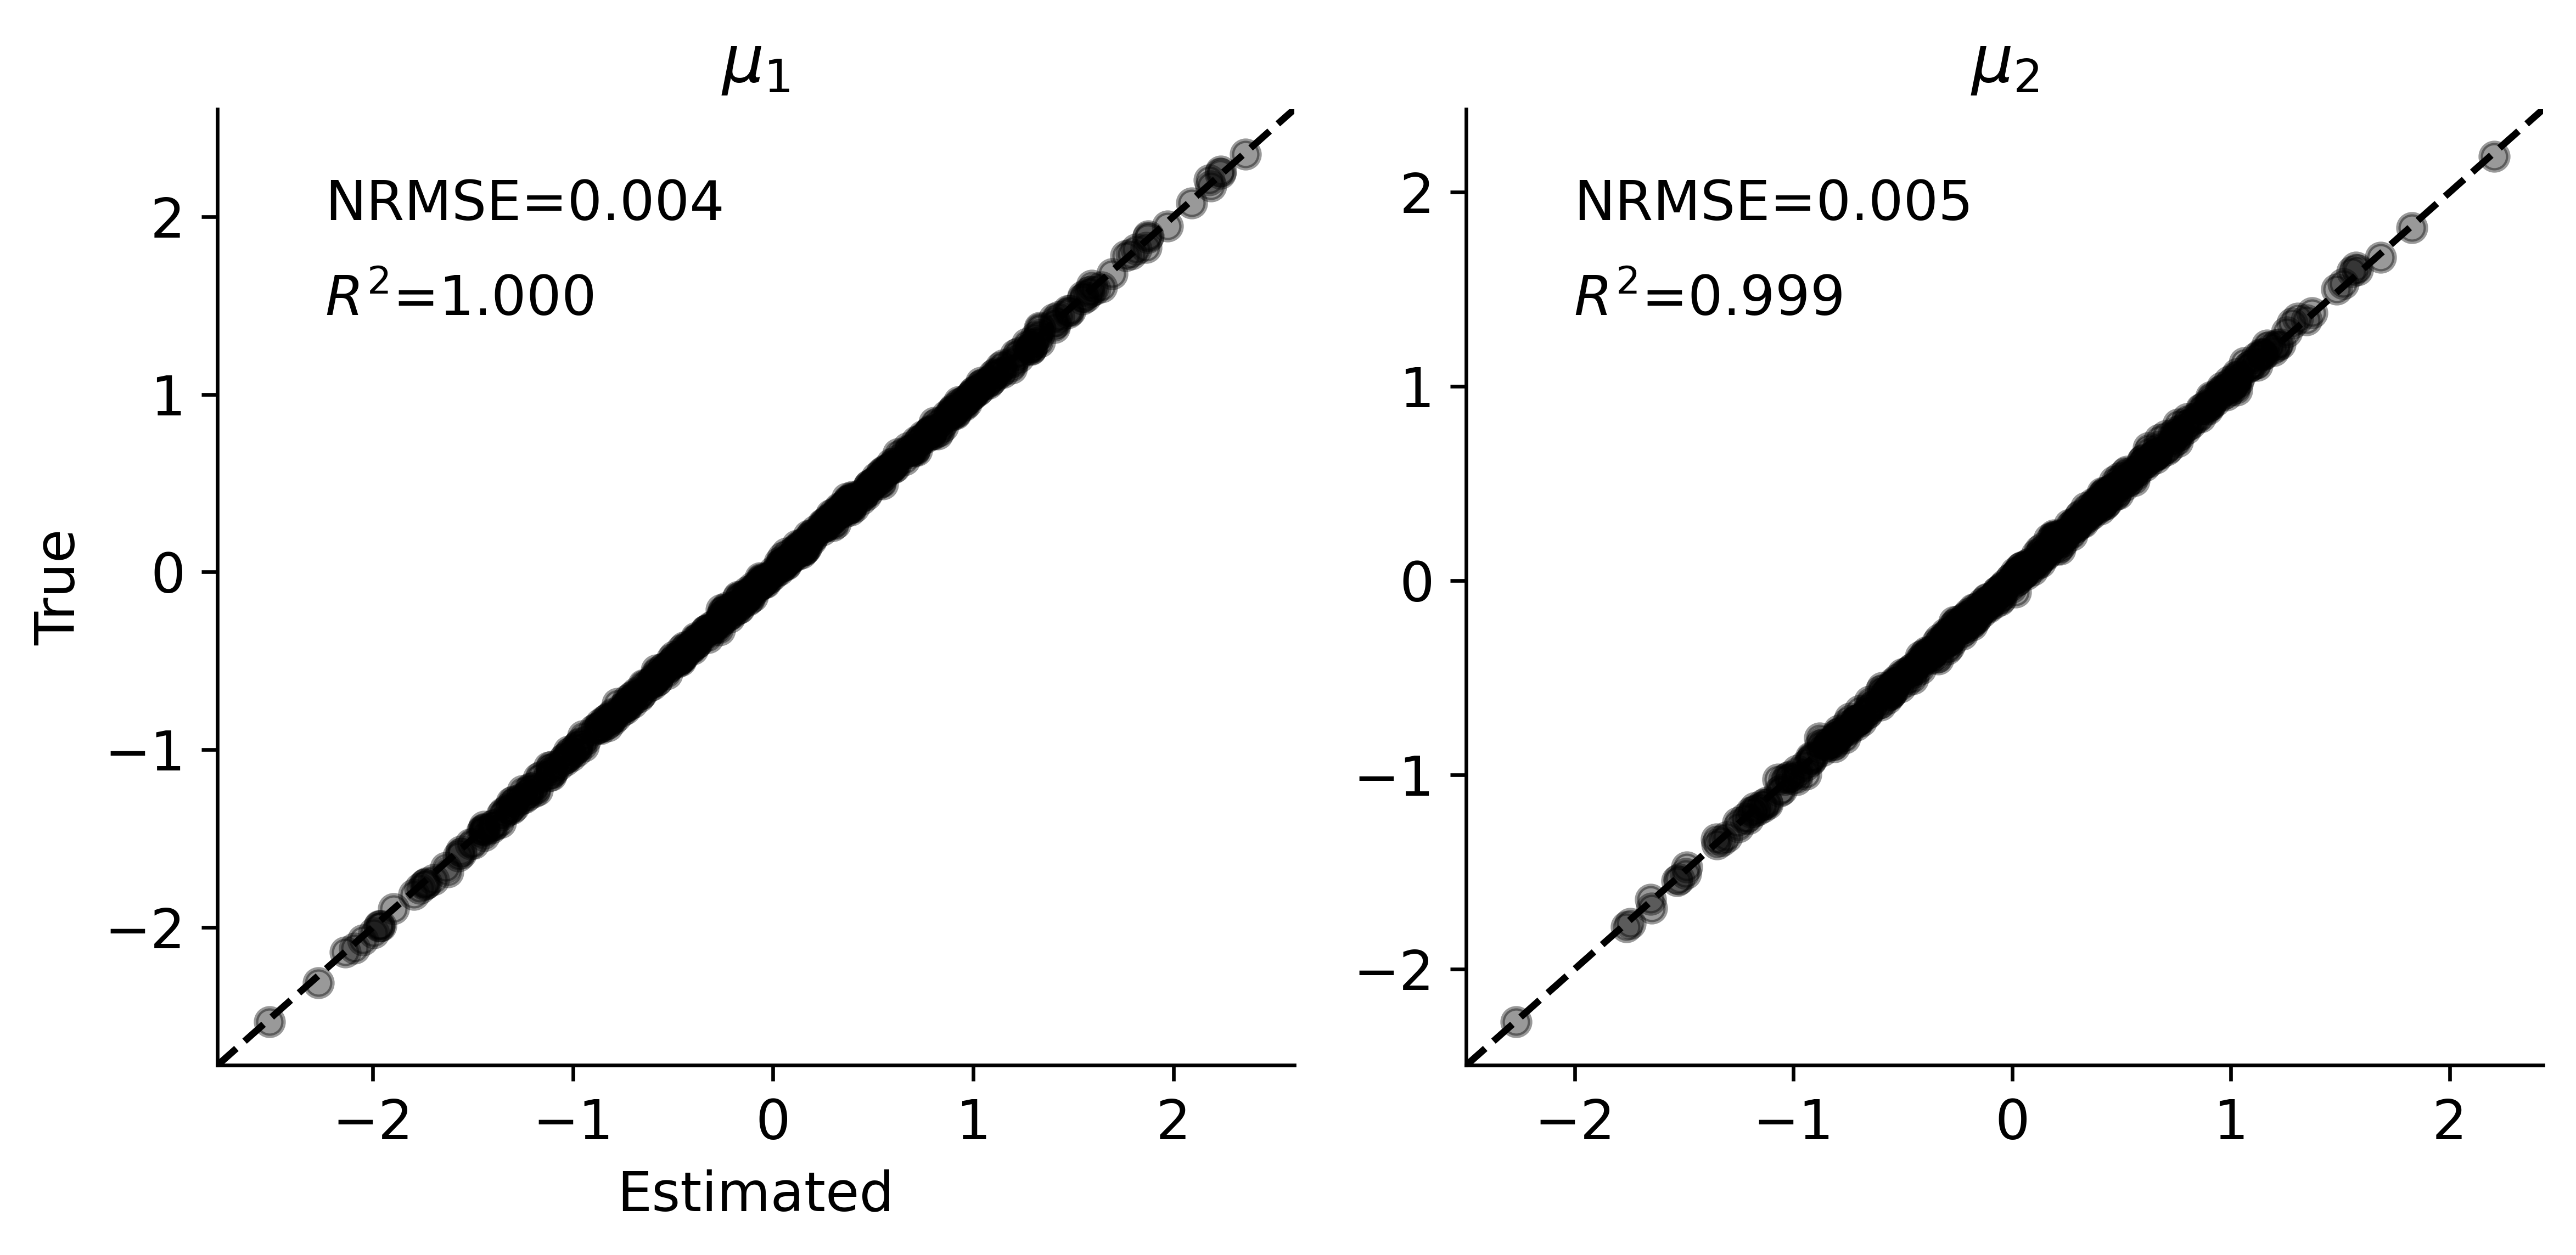 μ₁
NRMSE=0.004
R²=1.000
True
2
1
0
−1
−2
−2 −1 0 1 2
Estimated
μ₂
NRMSE=0.005
R²=0.999
2
1
0
−1
−2
−2 −1 0 1 2